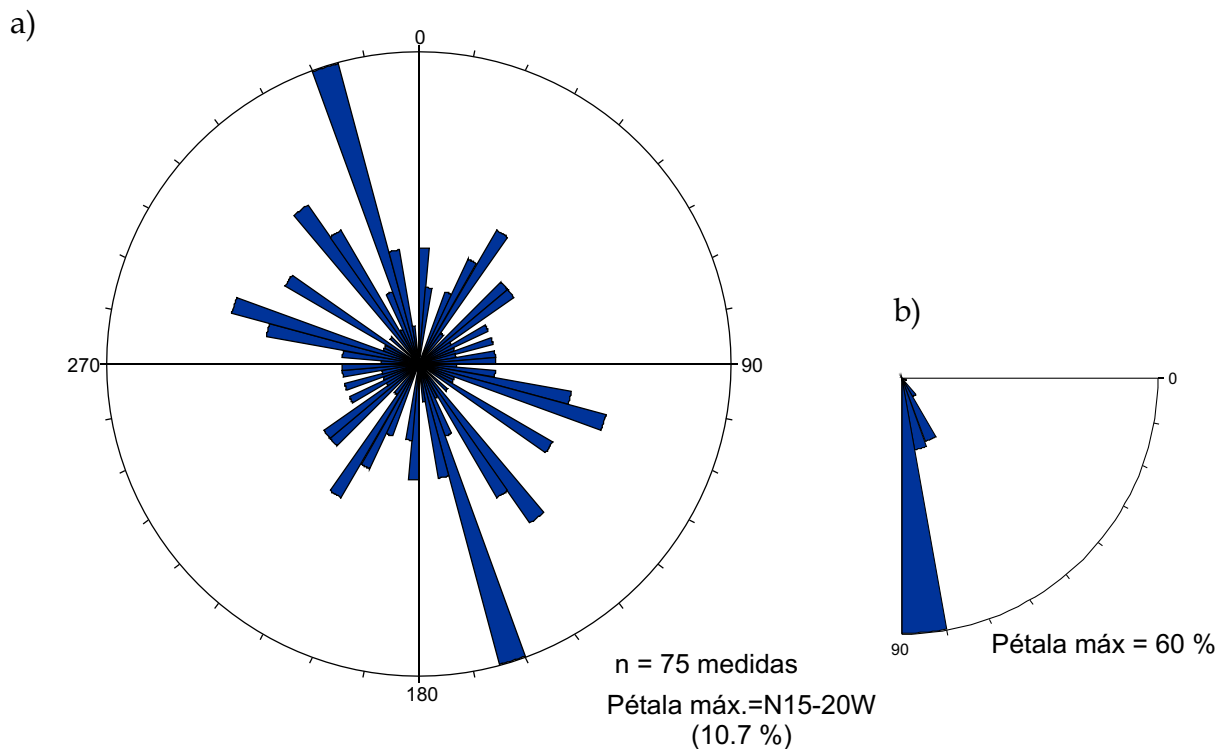 a)
0
270
90
180
n = 75 medidas
Pétala máx.=N15-20W
(10.7 %)
b)
0
90
Pétala máx = 60 %